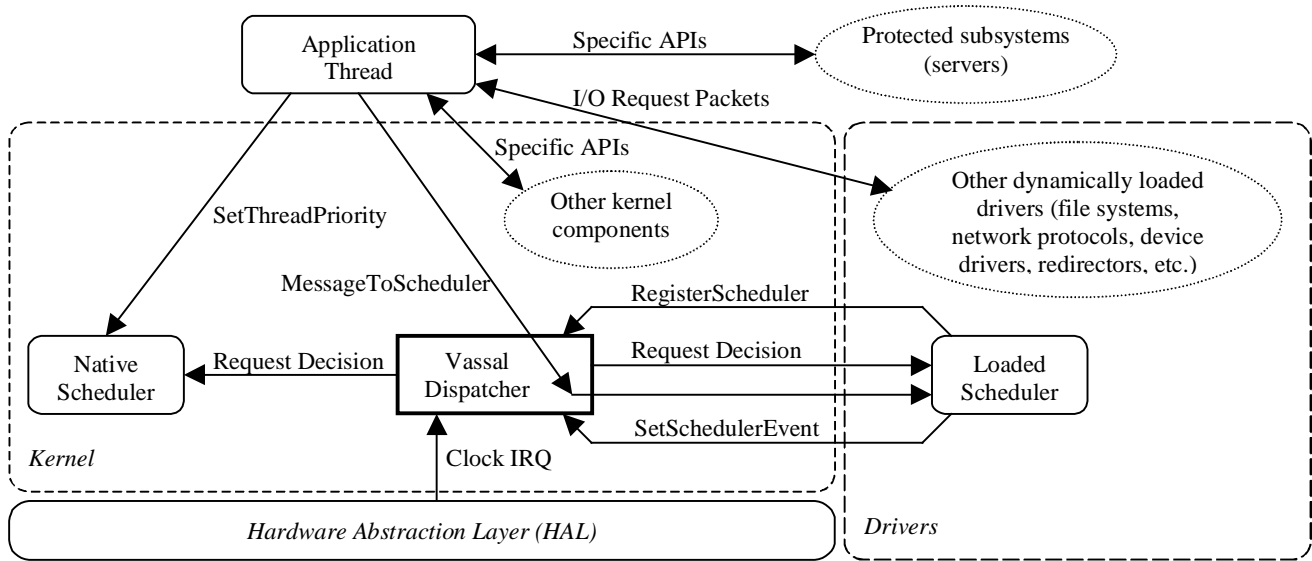 Application
Thread
Specific APIs
Protected subsystems
(servers)
I/O Request Packets
Specific APIs
Other kernel
components
Other dynamically loaded
drivers (file systems,
network protocols, device
drivers, redirectors, etc.)
SetThreadPriority
MessageToScheduler
RegisterScheduler
Native
Scheduler
Request Decision
Vassal
Dispatcher
Request Decision
Loaded
Scheduler
SetSchedulerEvent
Kernel
Clock IRQ
Hardware Abstraction Layer (HAL)
Drivers